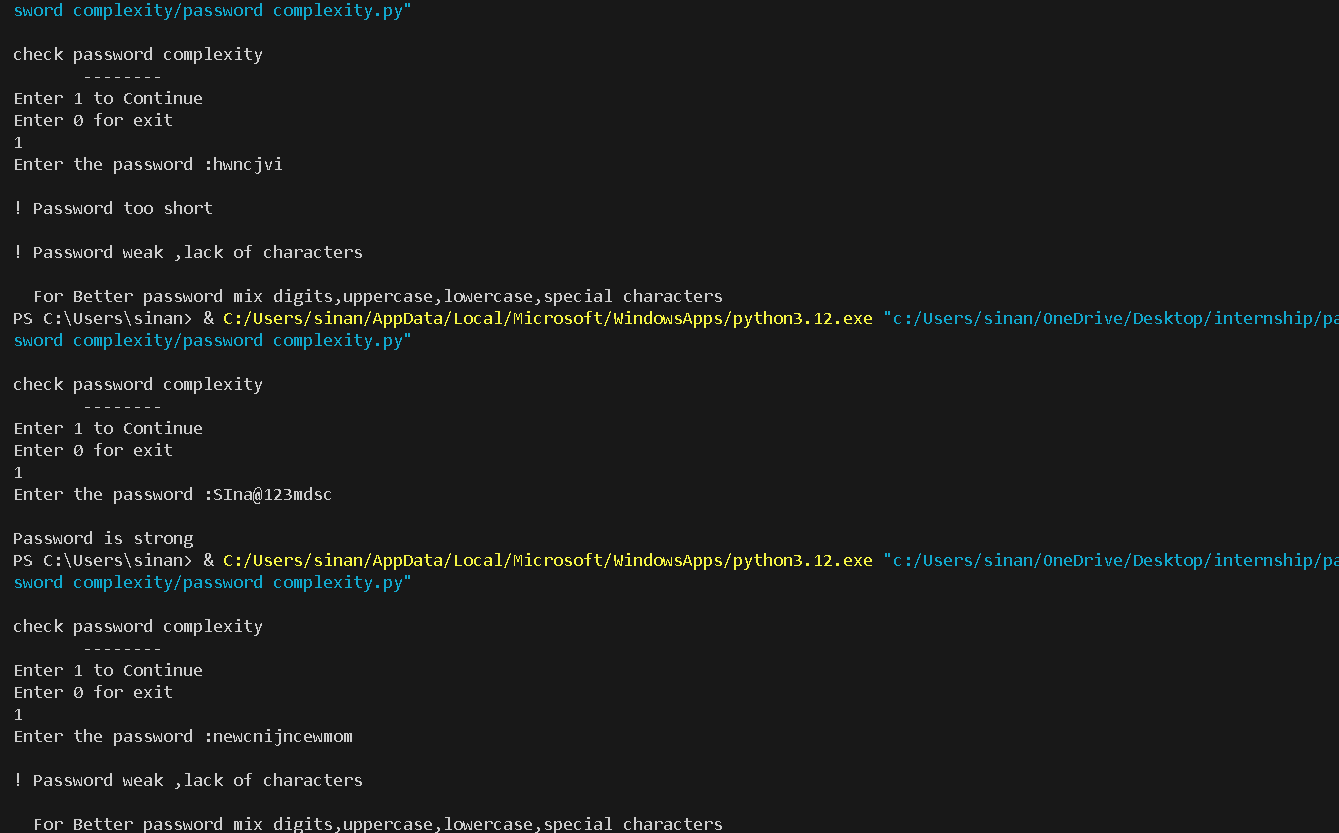 sword complexity/password complexity.py"
check password complexity
--------
Enter 1 to Continue
Enter 0 for exit
1
Enter the password :hwncjvi
! Password too short
! Password weak ,lack of characters
For Better password mix digits,uppercase,lowercase,special characters
PS C:\Users\sinan> & C:/Users/sinan/AppData/Local/Microsoft/WindowsApps/python3.12.exe "c:/Users/sinan/OneDrive/Desktop/internship/pa
sword complexity/password complexity.py"
check password complexity
--------
Enter 1 to Continue
Enter 0 for exit
1
Enter the password :SIna@123mdsc
Password is strong
PS C:\Users\sinan> & C:/Users/sinan/AppData/Local/Microsoft/WindowsApps/python3.12.exe "c:/Users/sinan/OneDrive/Desktop/internship/pa
sword complexity/password complexity.py"
check password complexity
--------
Enter 1 to Continue
Enter 0 for exit
1
Enter the password :newcnijncewmom
! Password weak ,lack of characters
For Better password mix digits,uppercase,lowercase,special characters